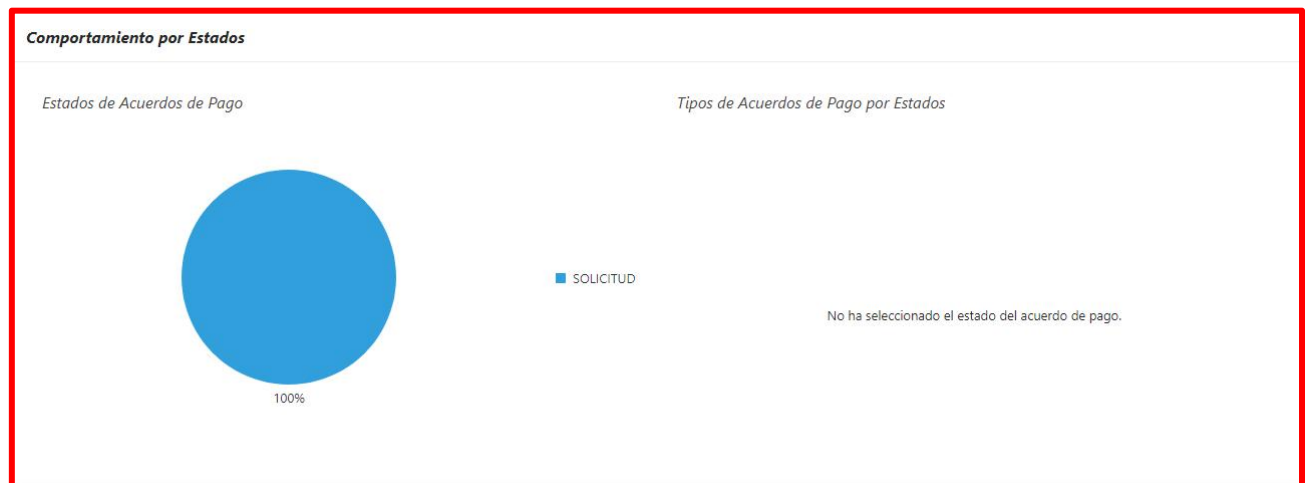 Comportamiento por Estados
Estados de Acuerdos de Pago
Tipos de Acuerdos de Pago por Estados
SOLICITUD
No ha seleccionado el estado del acuerdo de pago.
100%